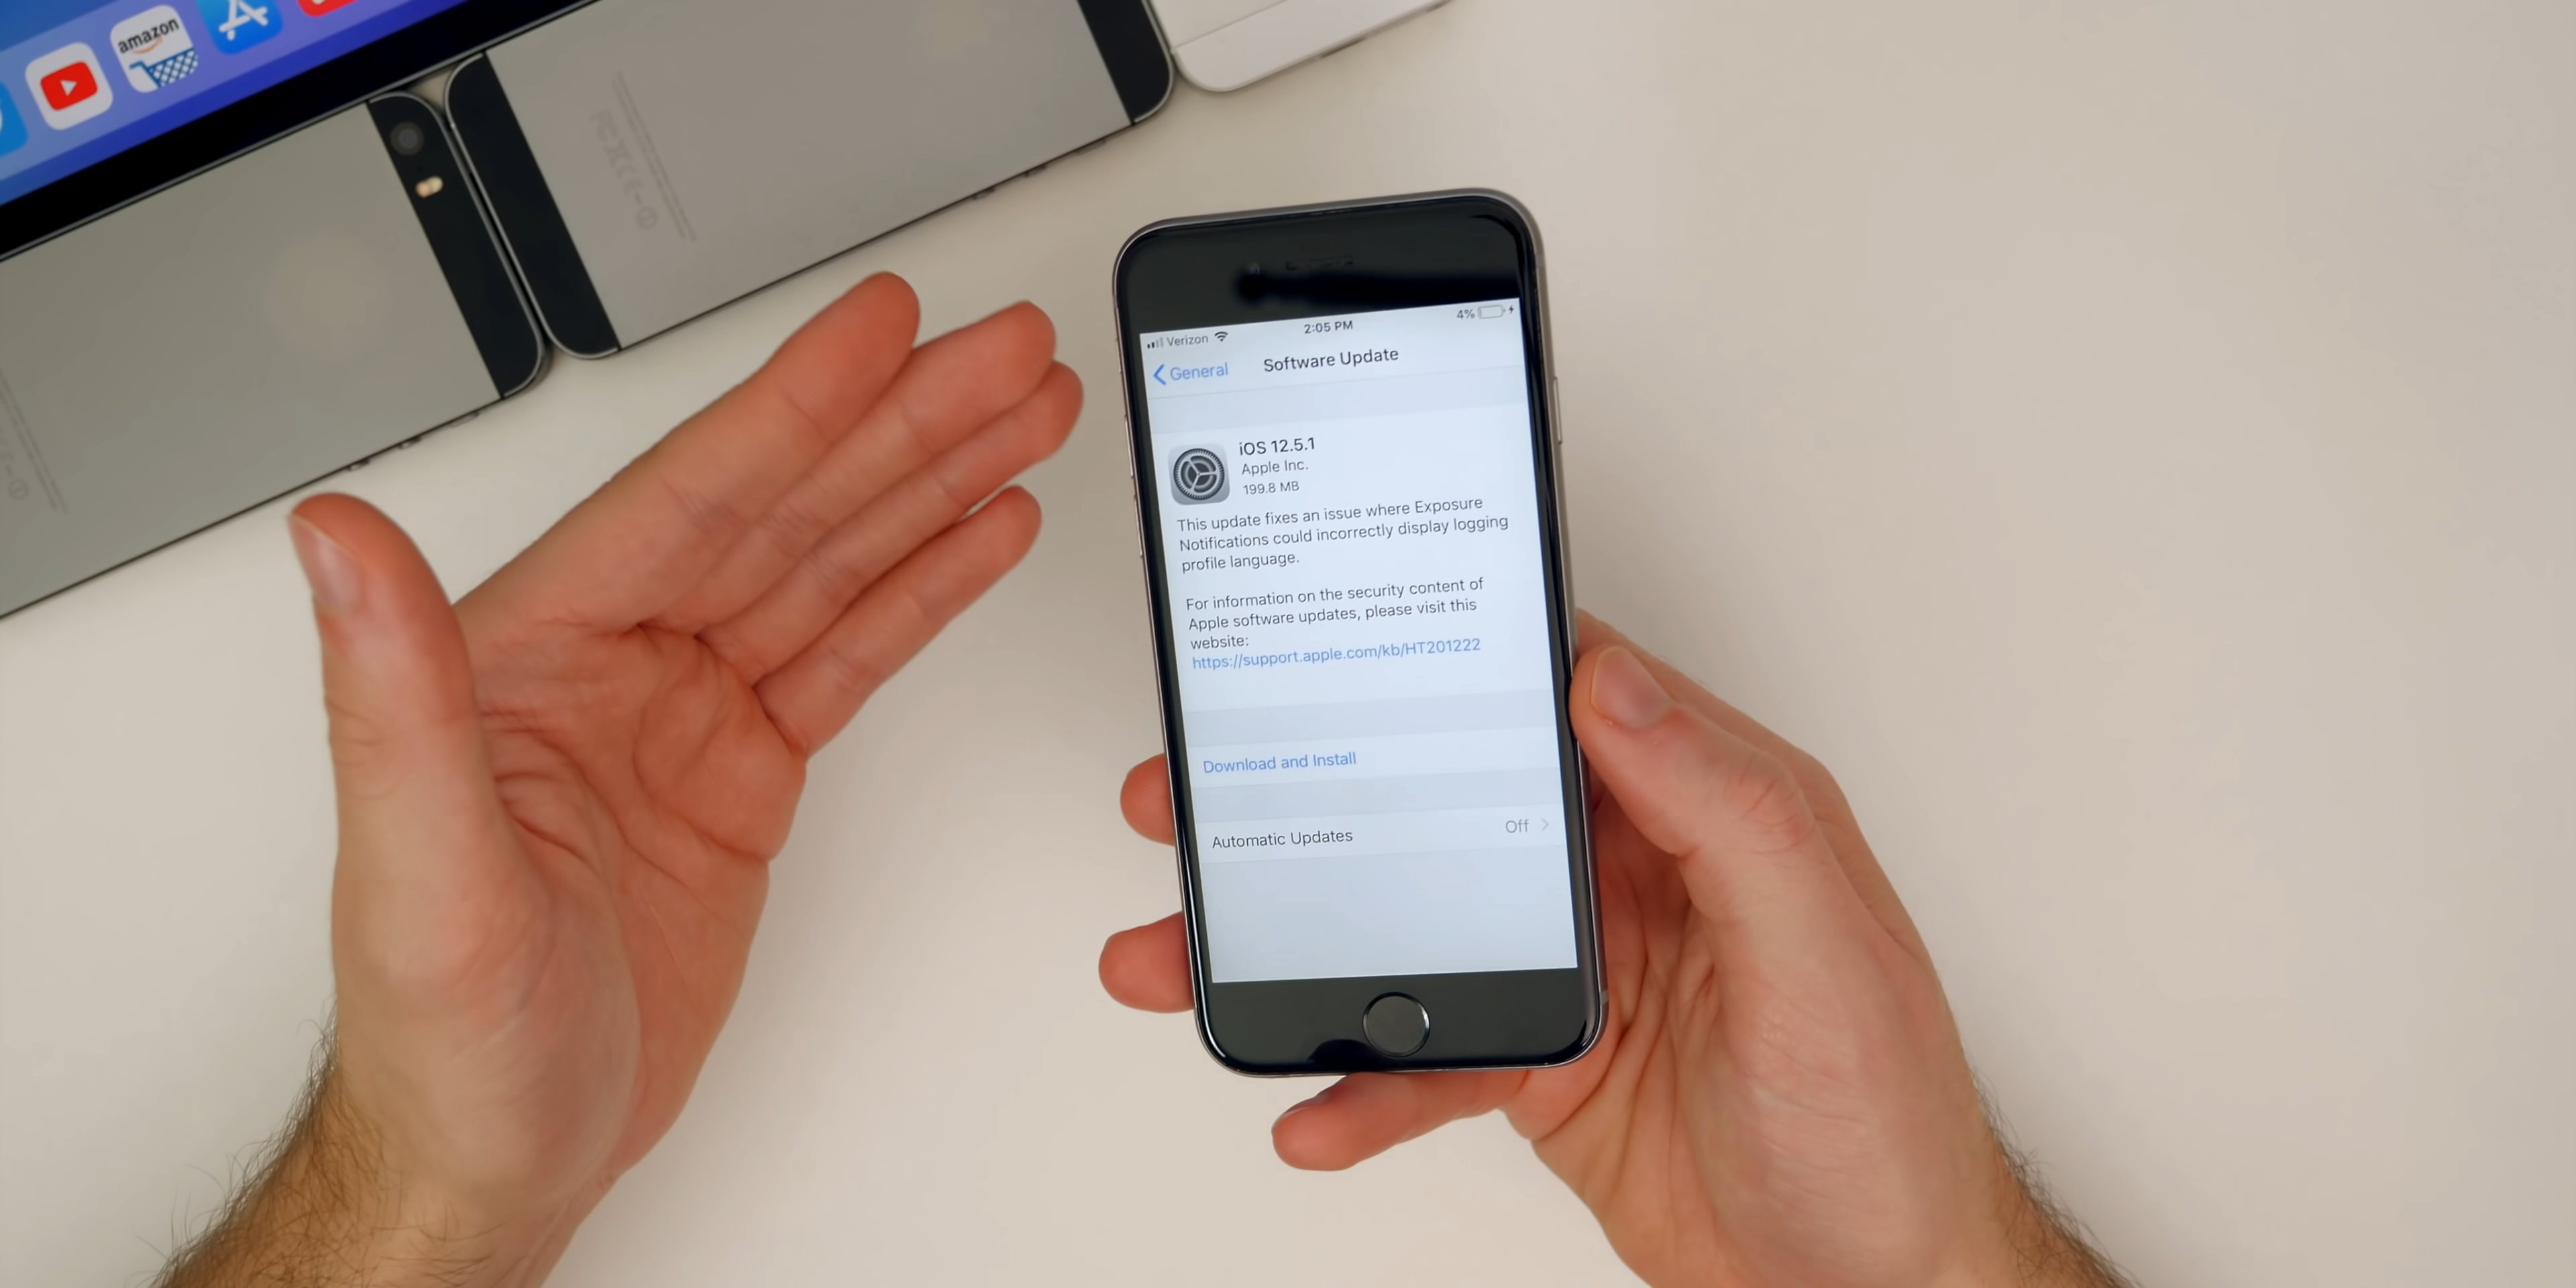 amazon
Verizon
2:05 PM
4%
General
Software Update
iOS 12.5.1
Apple Inc.
199.8 MB
This update fixes an issue where Exposure
Notifications could incorrectly display logging
profile language.
For information on the security content of
Apple software updates, please visit this
website:
https://support.apple.com/kb/HT201222
Download and Install
Automatic Updates
Off